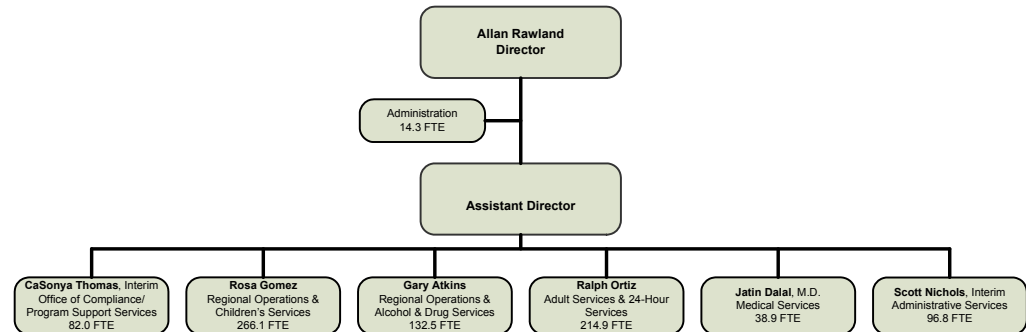 Allan Rawland
Director
Administration
14.3 FTE
Assistant Director
CaSonya Thomas, Interim
Office of Compliance/
Program Support Services
82.0 FTE
Rosa Gomez
Regional Operations &
Children's Services
266.1 FTE
Gary Atkins
Regional Operations &
Alcohol & Drug Services
132.5 FTE
Ralph Ortiz
Adult Services & 24-Hour
Services
214.9 FTE
Jatin Dalal, M.D.
Medical Services
38.9 FTE
Scott Nichols, Interim
Administrative Services
96.8 FTE